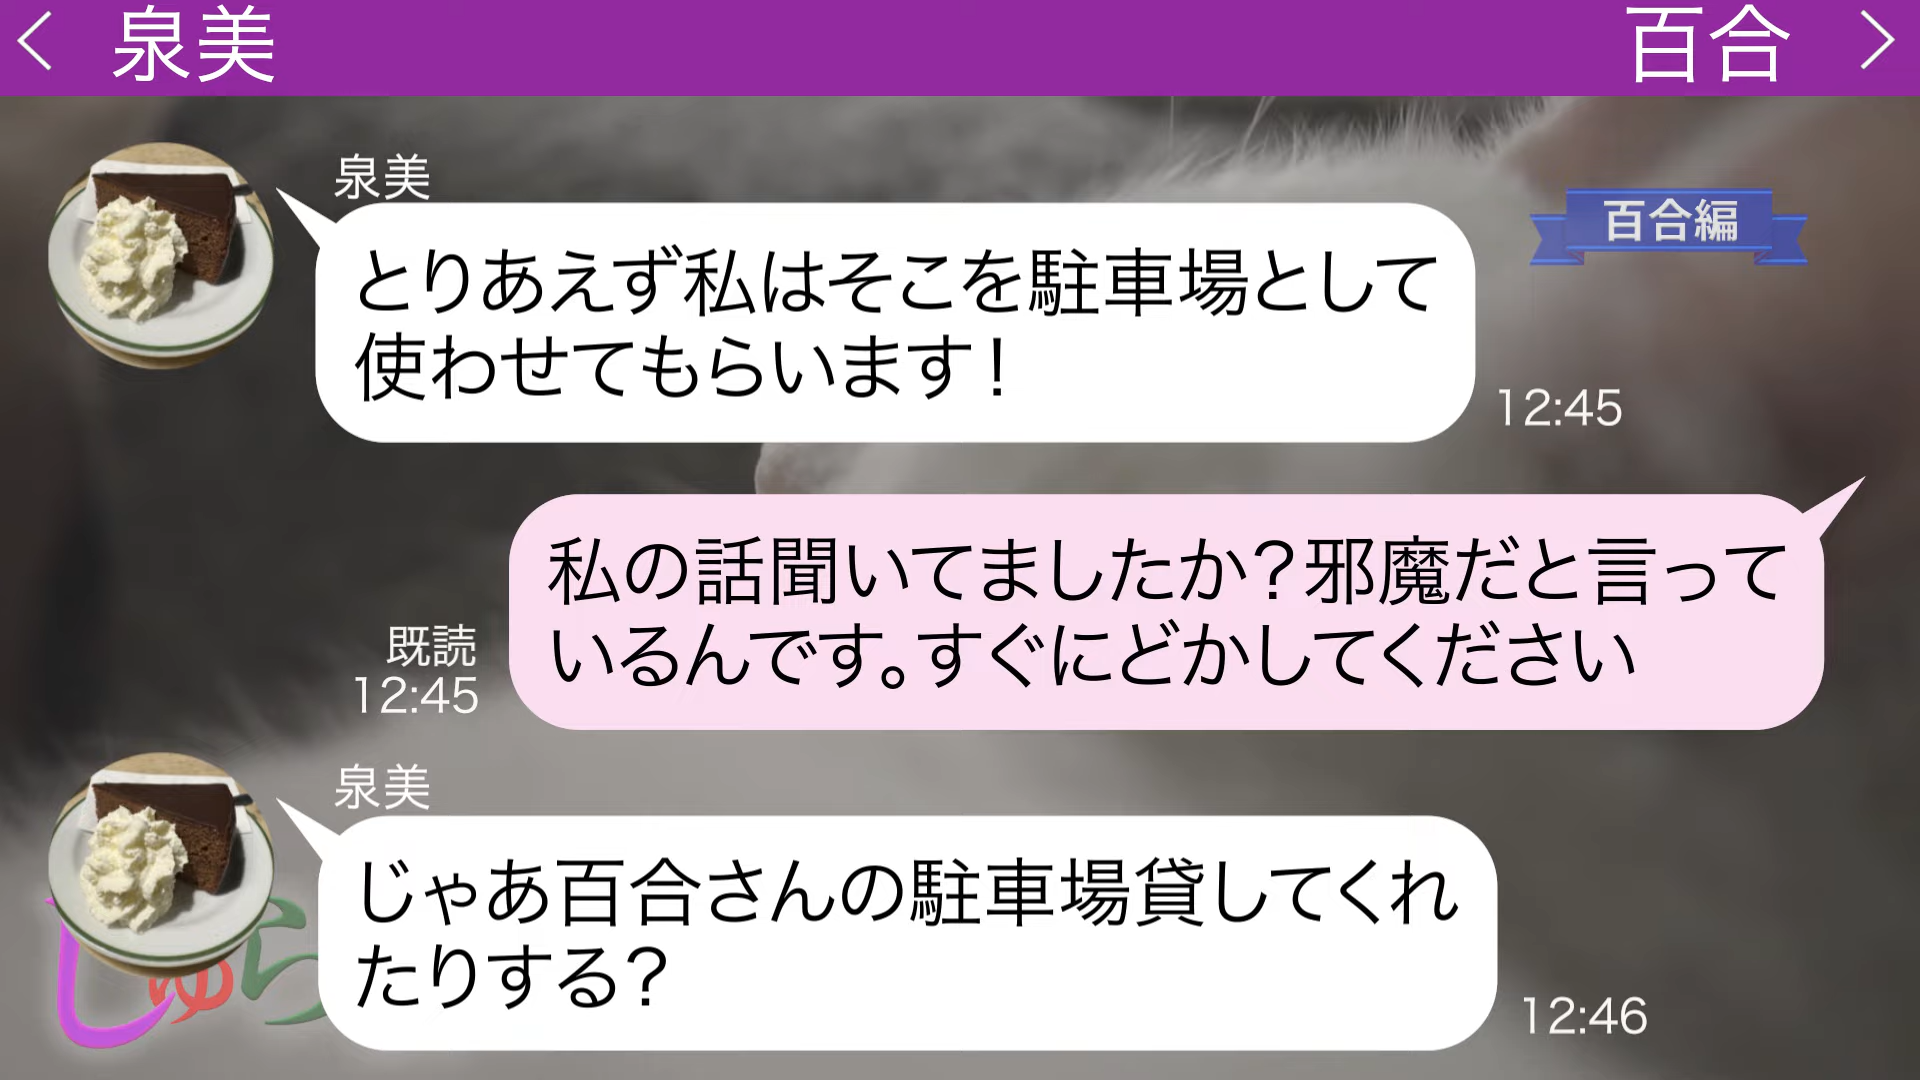 泉美
百合
泉美
百合編
とりあえず私はそこを駐車場として
使わせてもらいます！
12:45
私の話聞いてましたか？邪魔だと言って
いるんです。すぐにどかしてください
既読
12:45
泉美
じゃあ百合さんの駐車場貸してくれ
たりする？
12:46
しゅら